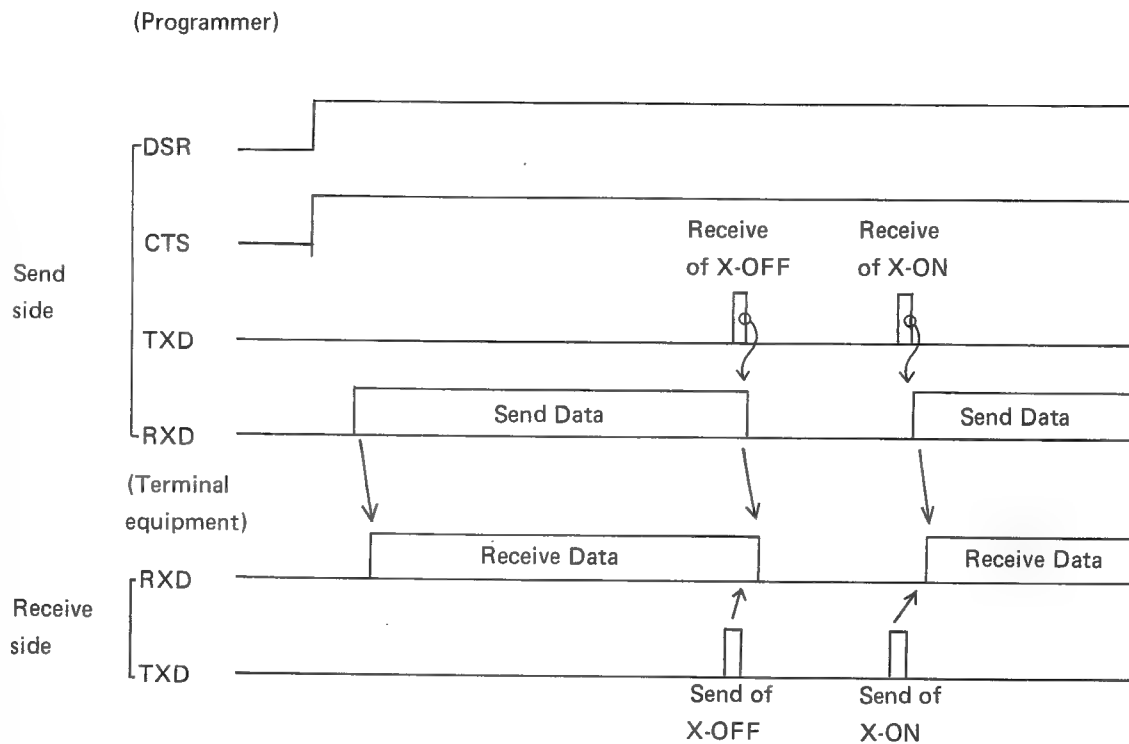 (Programmer)
DSR
CTS
Receive
of X-OFF
Receive
of X-ON
Send
side
TXD
Send Data
Send Data
RXD
(Terminal
equipment)
Receive Data
Receive Data
RXD
Receive
side
TXD
Send of
X-OFF
Send of
X-ON